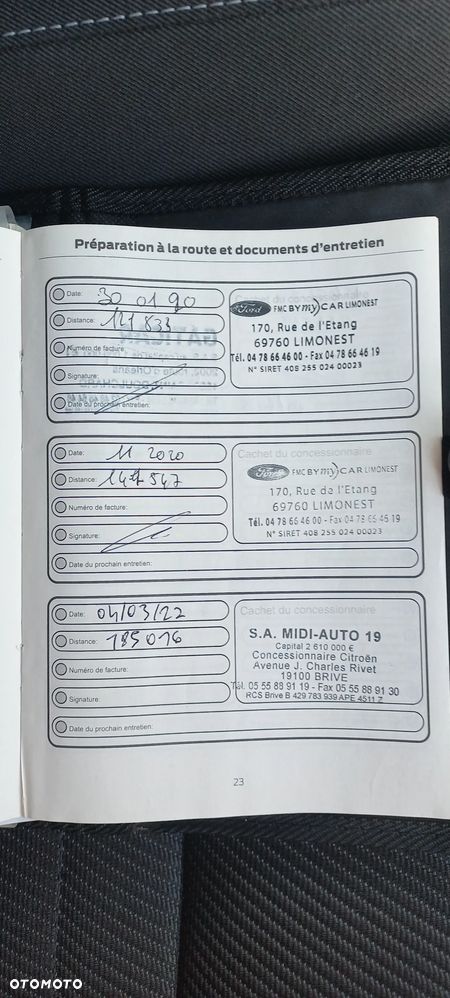 Préparation à la route et documents d'entretien
Date: 30 01 90
Distance: 121 833
Numéro de facture:
Signature:
Date du prochain entretien:
Cachet du concessionnaire
Ford FMC BY my CAR LIMONEST
170, Rue de l'Etang
69760 LIMONEST
Tél. 04 78 66 46 00 - Fax 04 78 66 46 19
N° SIRET 408 255 024 00023
Date: 11 2020
Distance: 547
Numéro de facture:
Signature:
Date du prochain entretien:
Cachet du concessionnaire
Ford FMC BY my CAR LIMONEST
170, Rue de l'Etang
69760 LIMONEST
Tél. 04 78 66 46 00 - Fax 04 78 66 46 19
N° SIRET 408 255 024 00023
Date: 04/03/22
Distance: 185016
Numéro de facture:
Signature:
Date du prochain entretien:
Cachet du concessionnaire
S.A. MIDI-AUTO 19
Capital 2 610 000 €
Concessionnaire Citroën
Avenue J. Charles Rivet
19100 BRIVE
Tél. 05 55 88 91 19 - Fax 05 55 88 91 30
RCS Brive B 429 783 939 APE 4511 Z
23
OTOMOTO